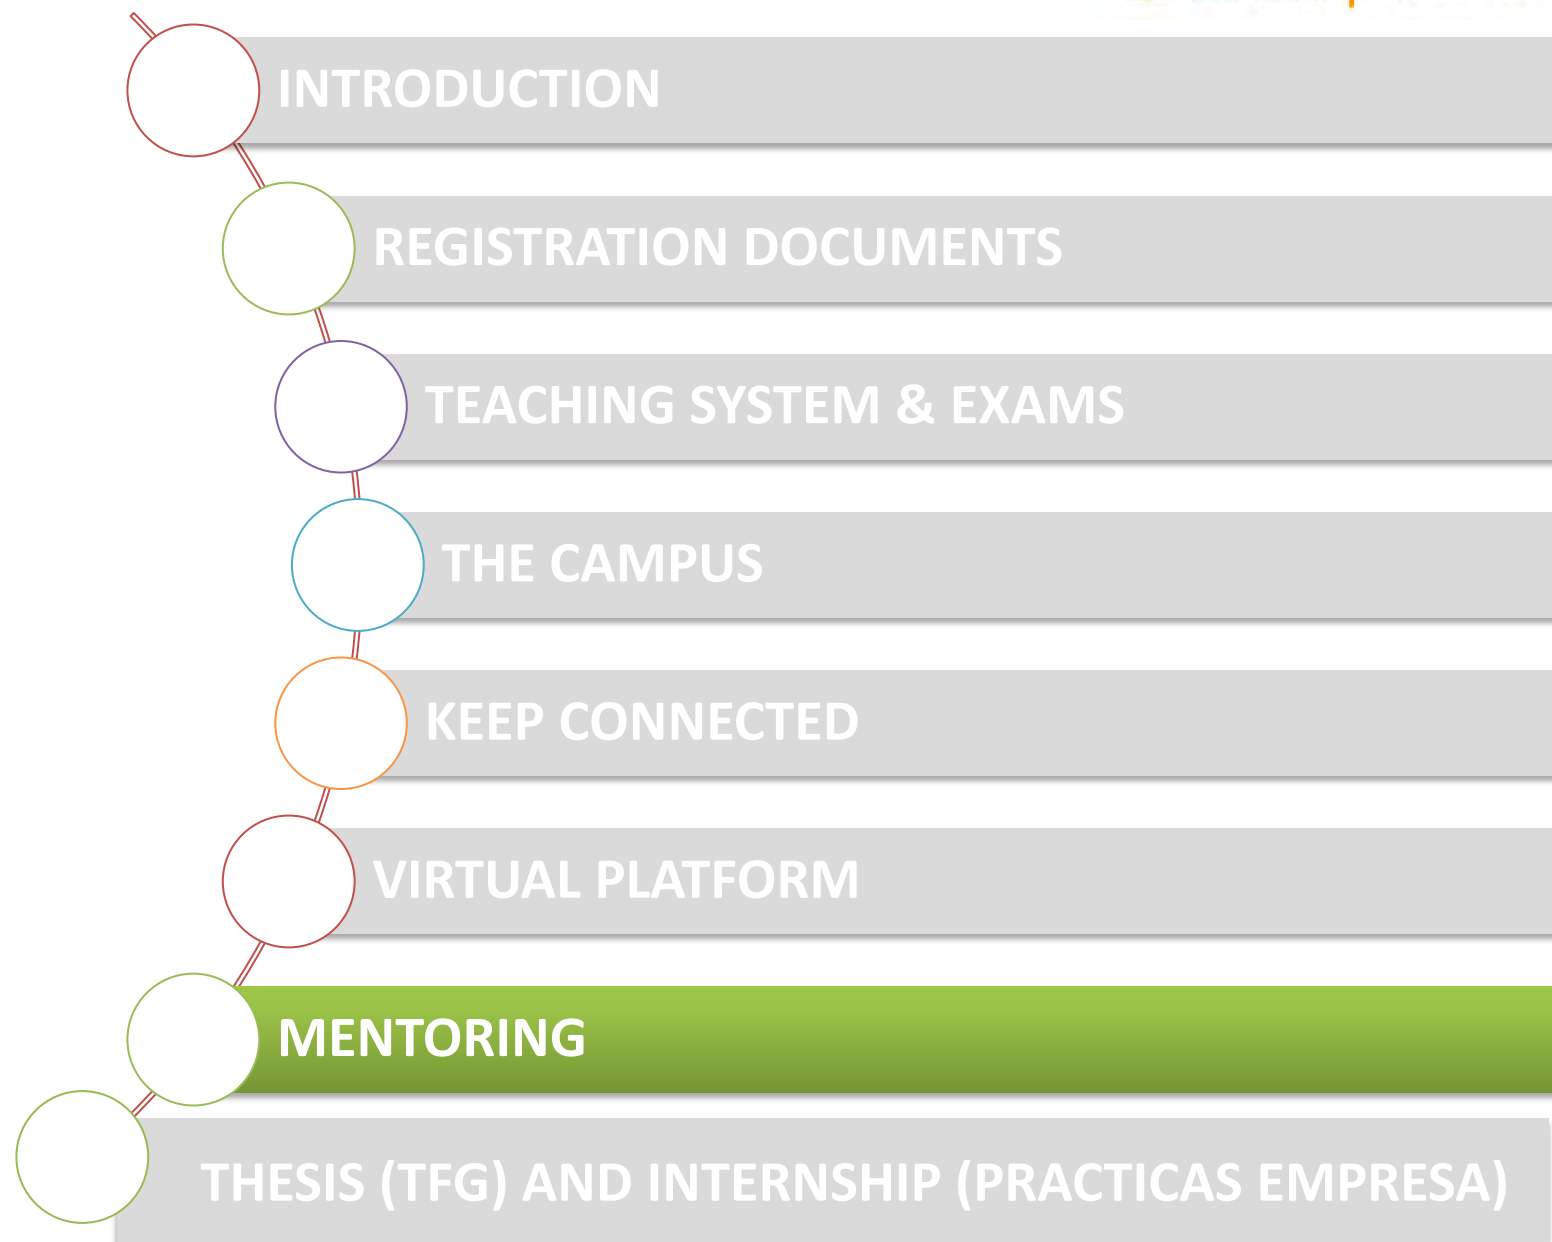 INTRODUCTION
REGISTRATION DOCUMENTS
TEACHING SYSTEM & EXAMS
THE CAMPUS
KEEP CONNECTED
VIRTUAL PLATFORM
MENTORING
THESIS (TFG) AND INTERNSHIP (PRACTICAS EMPRESA)